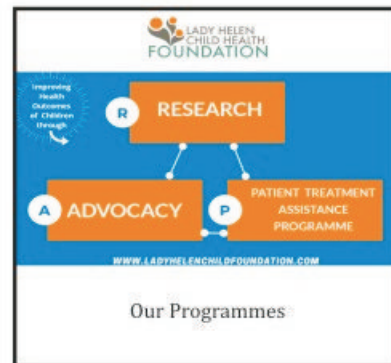 LADY HELEN
CHILD HEALTH
FOUNDATION
Improving
Health
Outcomes
of Children
through
R
RESEARCH
A
ADVOCACY
P
PATIENT TREATMENT
ASSISTANCE
PROGRAMME
WWW.LADYHELENCHILDFOUNDATION.COM
Our Programmes